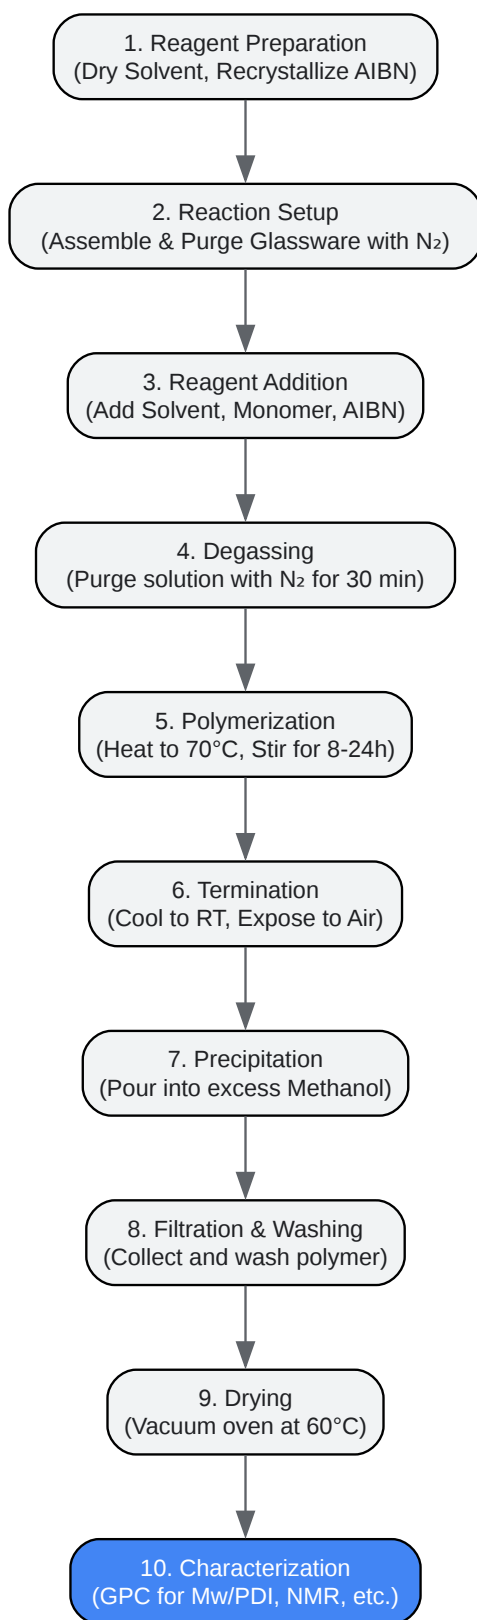 1. Reagent Preparation
(Dry Solvent, Recrystallize AIBN)
2. Reaction Setup
(Assemble & Purge Glassware with N₂)
3. Reagent Addition
(Add Solvent, Monomer, AIBN)
4. Degassing
(Purge solution with N₂ for 30 min)
5. Polymerization
(Heat to 70°C, Stir for 8-24h)
6. Termination
(Cool to RT, Expose to Air)
7. Precipitation
(Pour into excess Methanol)
8. Filtration & Washing
(Collect and wash polymer)
9. Drying
(Vacuum oven at 60°C)
10. Characterization
(GPC for Mw/PDI, NMR, etc.)